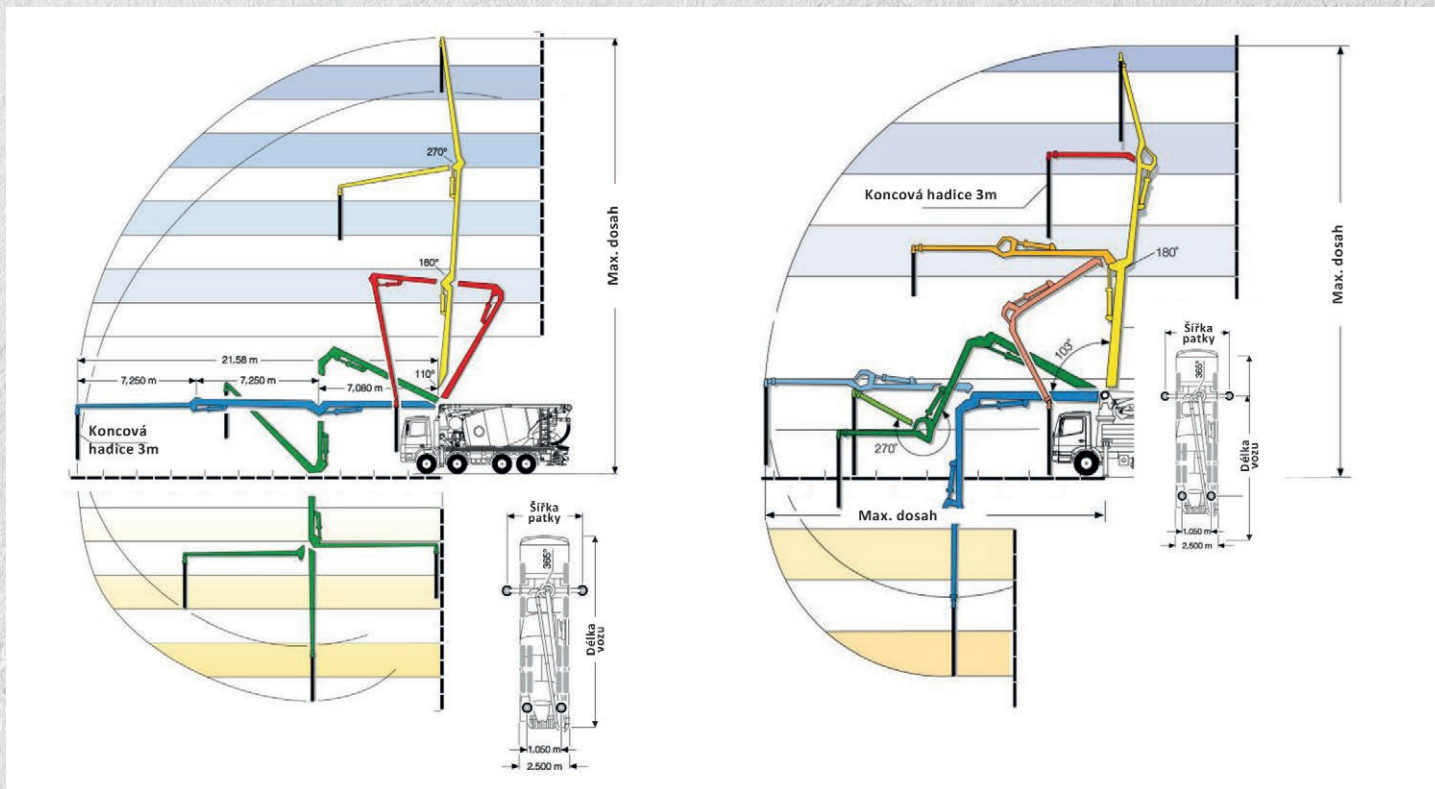 270°
180°
Max. dosah
21.58 m
7,250 m
7,250 m
7,080 m
110°
Koncová
hadice 3m
Šířka
patky
365°
Délka
vozu
1,050 m
2.500 m
Koncová hadice 3m
180°
103°
270°
Max. dosah
Max. dosah
Šířka
patky
365°
Délka
vozu
1,050 m
2.500 m